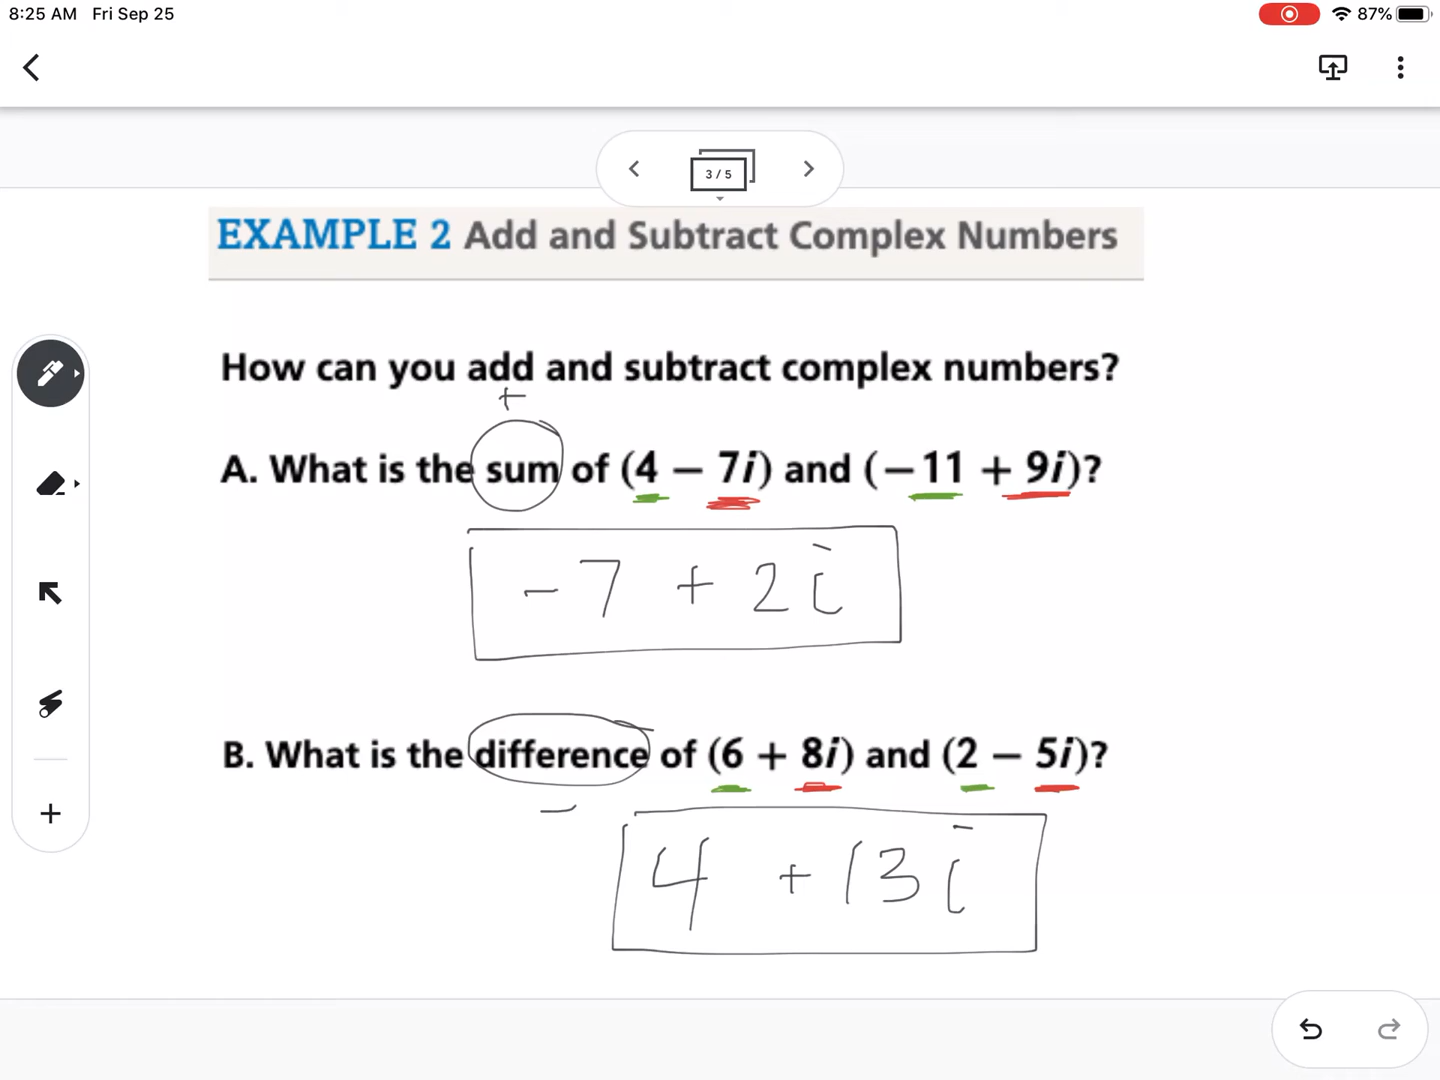 8:25 AM Fri Sep 25 87%
3 / 5
EXAMPLE 2 Add and Subtract Complex Numbers
How can you add and subtract complex numbers?
+
A. What is the sum of (4 − 7i) and (−11 + 9i)?
−7 + 2i
B. What is the difference of (6 + 8i) and (2 − 5i)?
−
4 + 13i